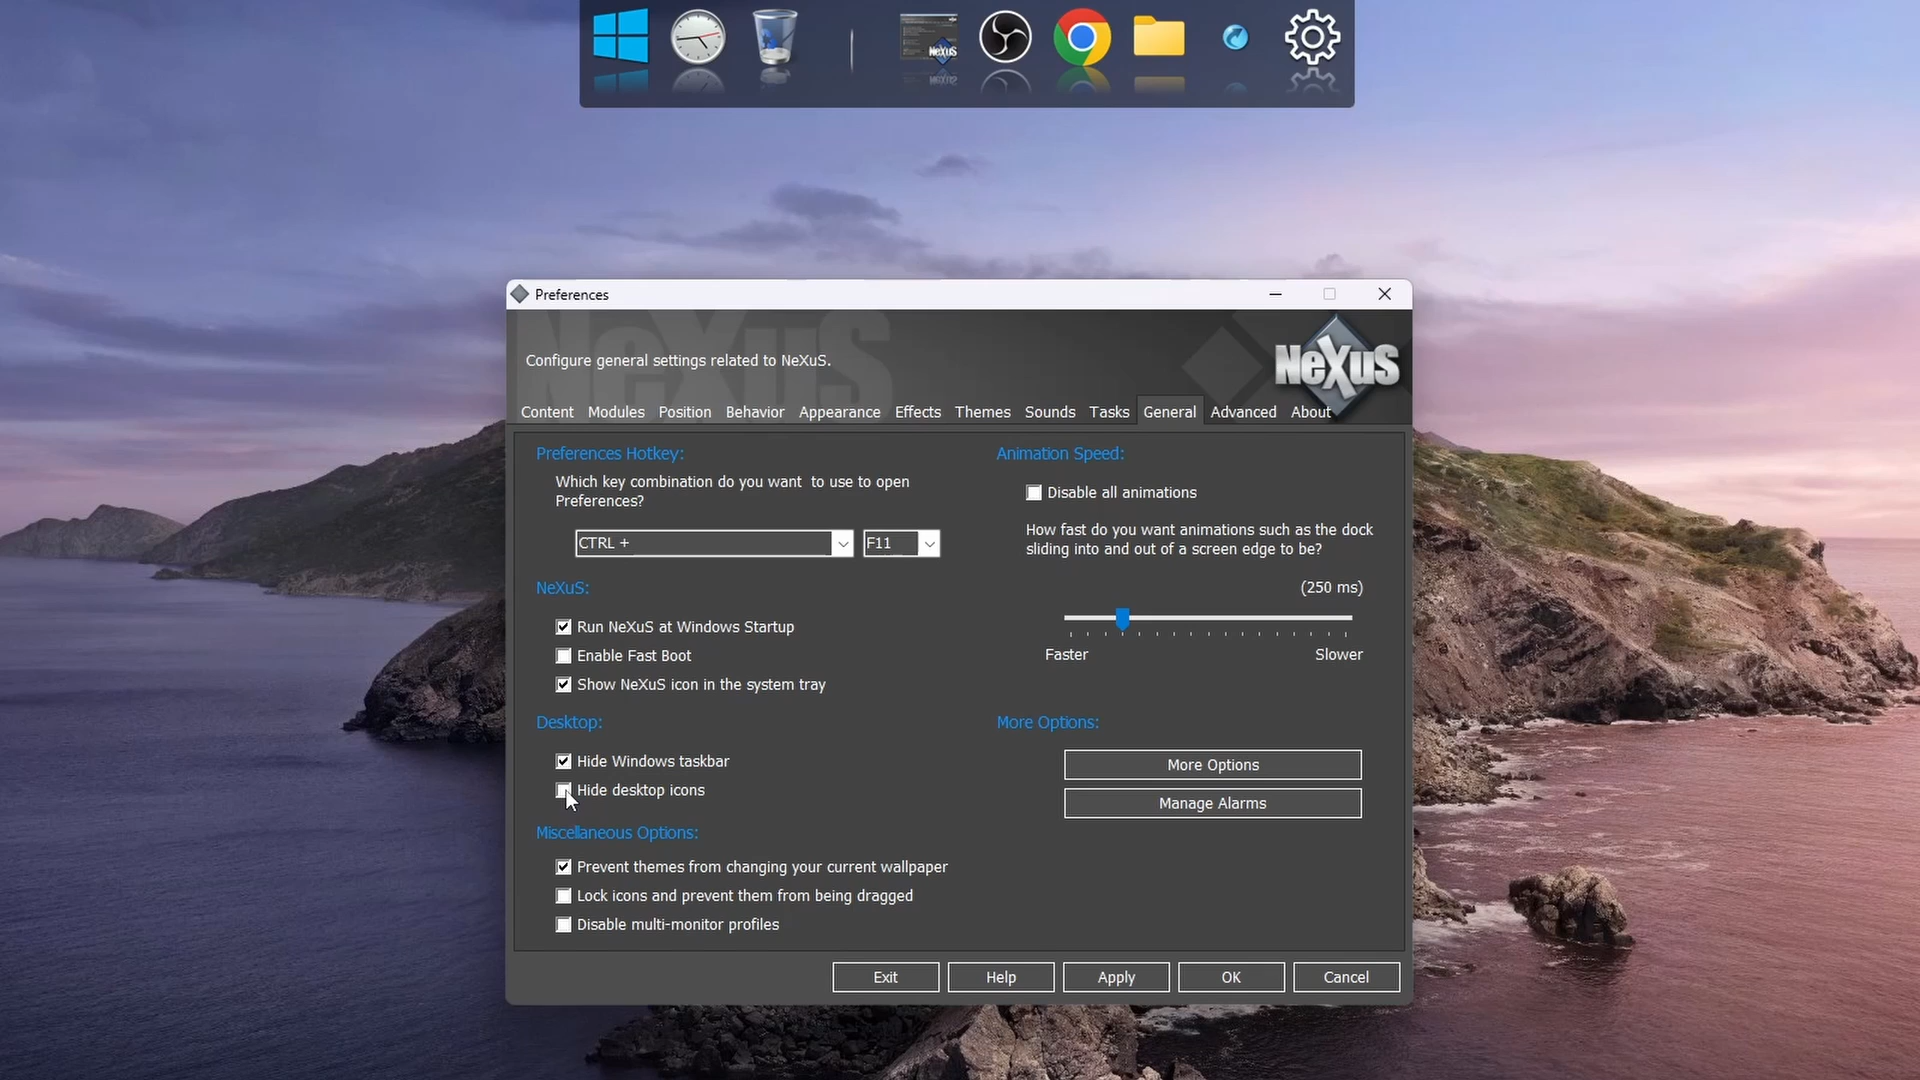 NeXuS
Preferences
Configure general settings related to NeXuS.
NeXuS
Content Modules Position Behavior Appearance Effects Themes Sounds Tasks General Advanced About
Preferences Hotkey:
Which key combination do you want to use to open
Preferences?
CTRL + F11
NeXuS:
Run NeXuS at Windows Startup
Enable Fast Boot
Show NeXuS icon in the system tray
Desktop:
Hide Windows taskbar
Hide desktop icons
Miscellaneous Options:
Prevent themes from changing your current wallpaper
Lock icons and prevent them from being dragged
Disable multi-monitor profiles
Animation Speed:
Disable all animations
How fast do you want animations such as the dock
sliding into and out of a screen edge to be?
(250 ms)
Faster Slower
More Options:
More Options
Manage Alarms
Exit Help Apply OK Cancel